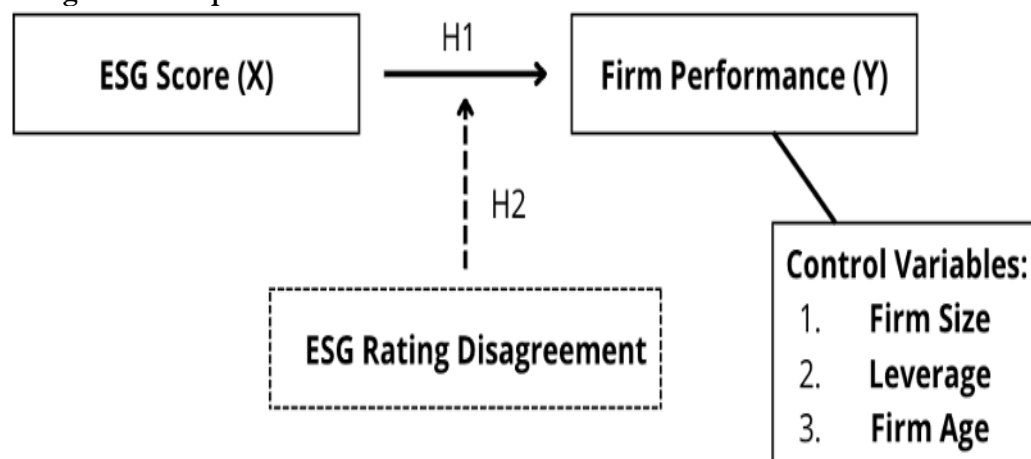 H1
ESG Score (X)
Firm Performance (Y)
H2
ESG Rating Disagreement
Control Variables:
1. Firm Size
2. Leverage
3. Firm Age